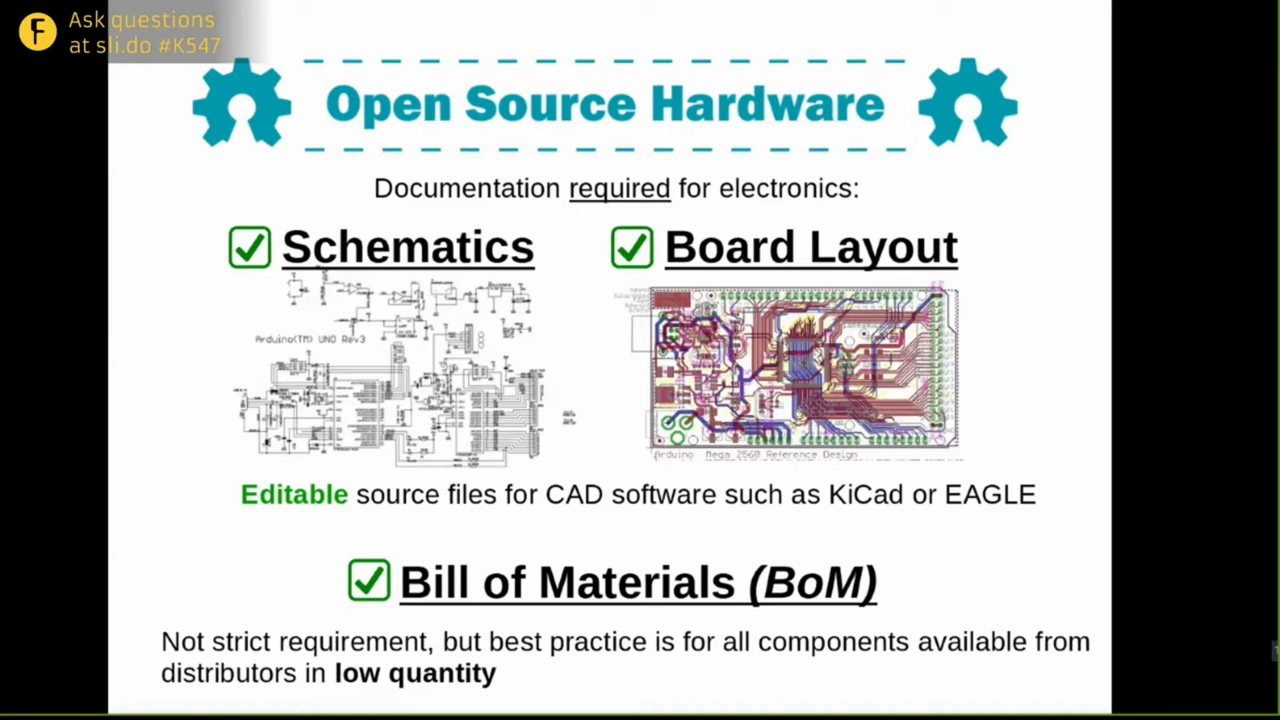 Ask questions
at sli.do #K547
Open Source Hardware
Documentation required for electronics:
Schematics
Board Layout
Arduino(TM) UNO Rev3
Arduino Mega 2560 Reference Design
Editable source files for CAD software such as KiCad or EAGLE
Bill of Materials (BoM)
Not strict requirement, but best practice is for all components available from
distributors in low quantity